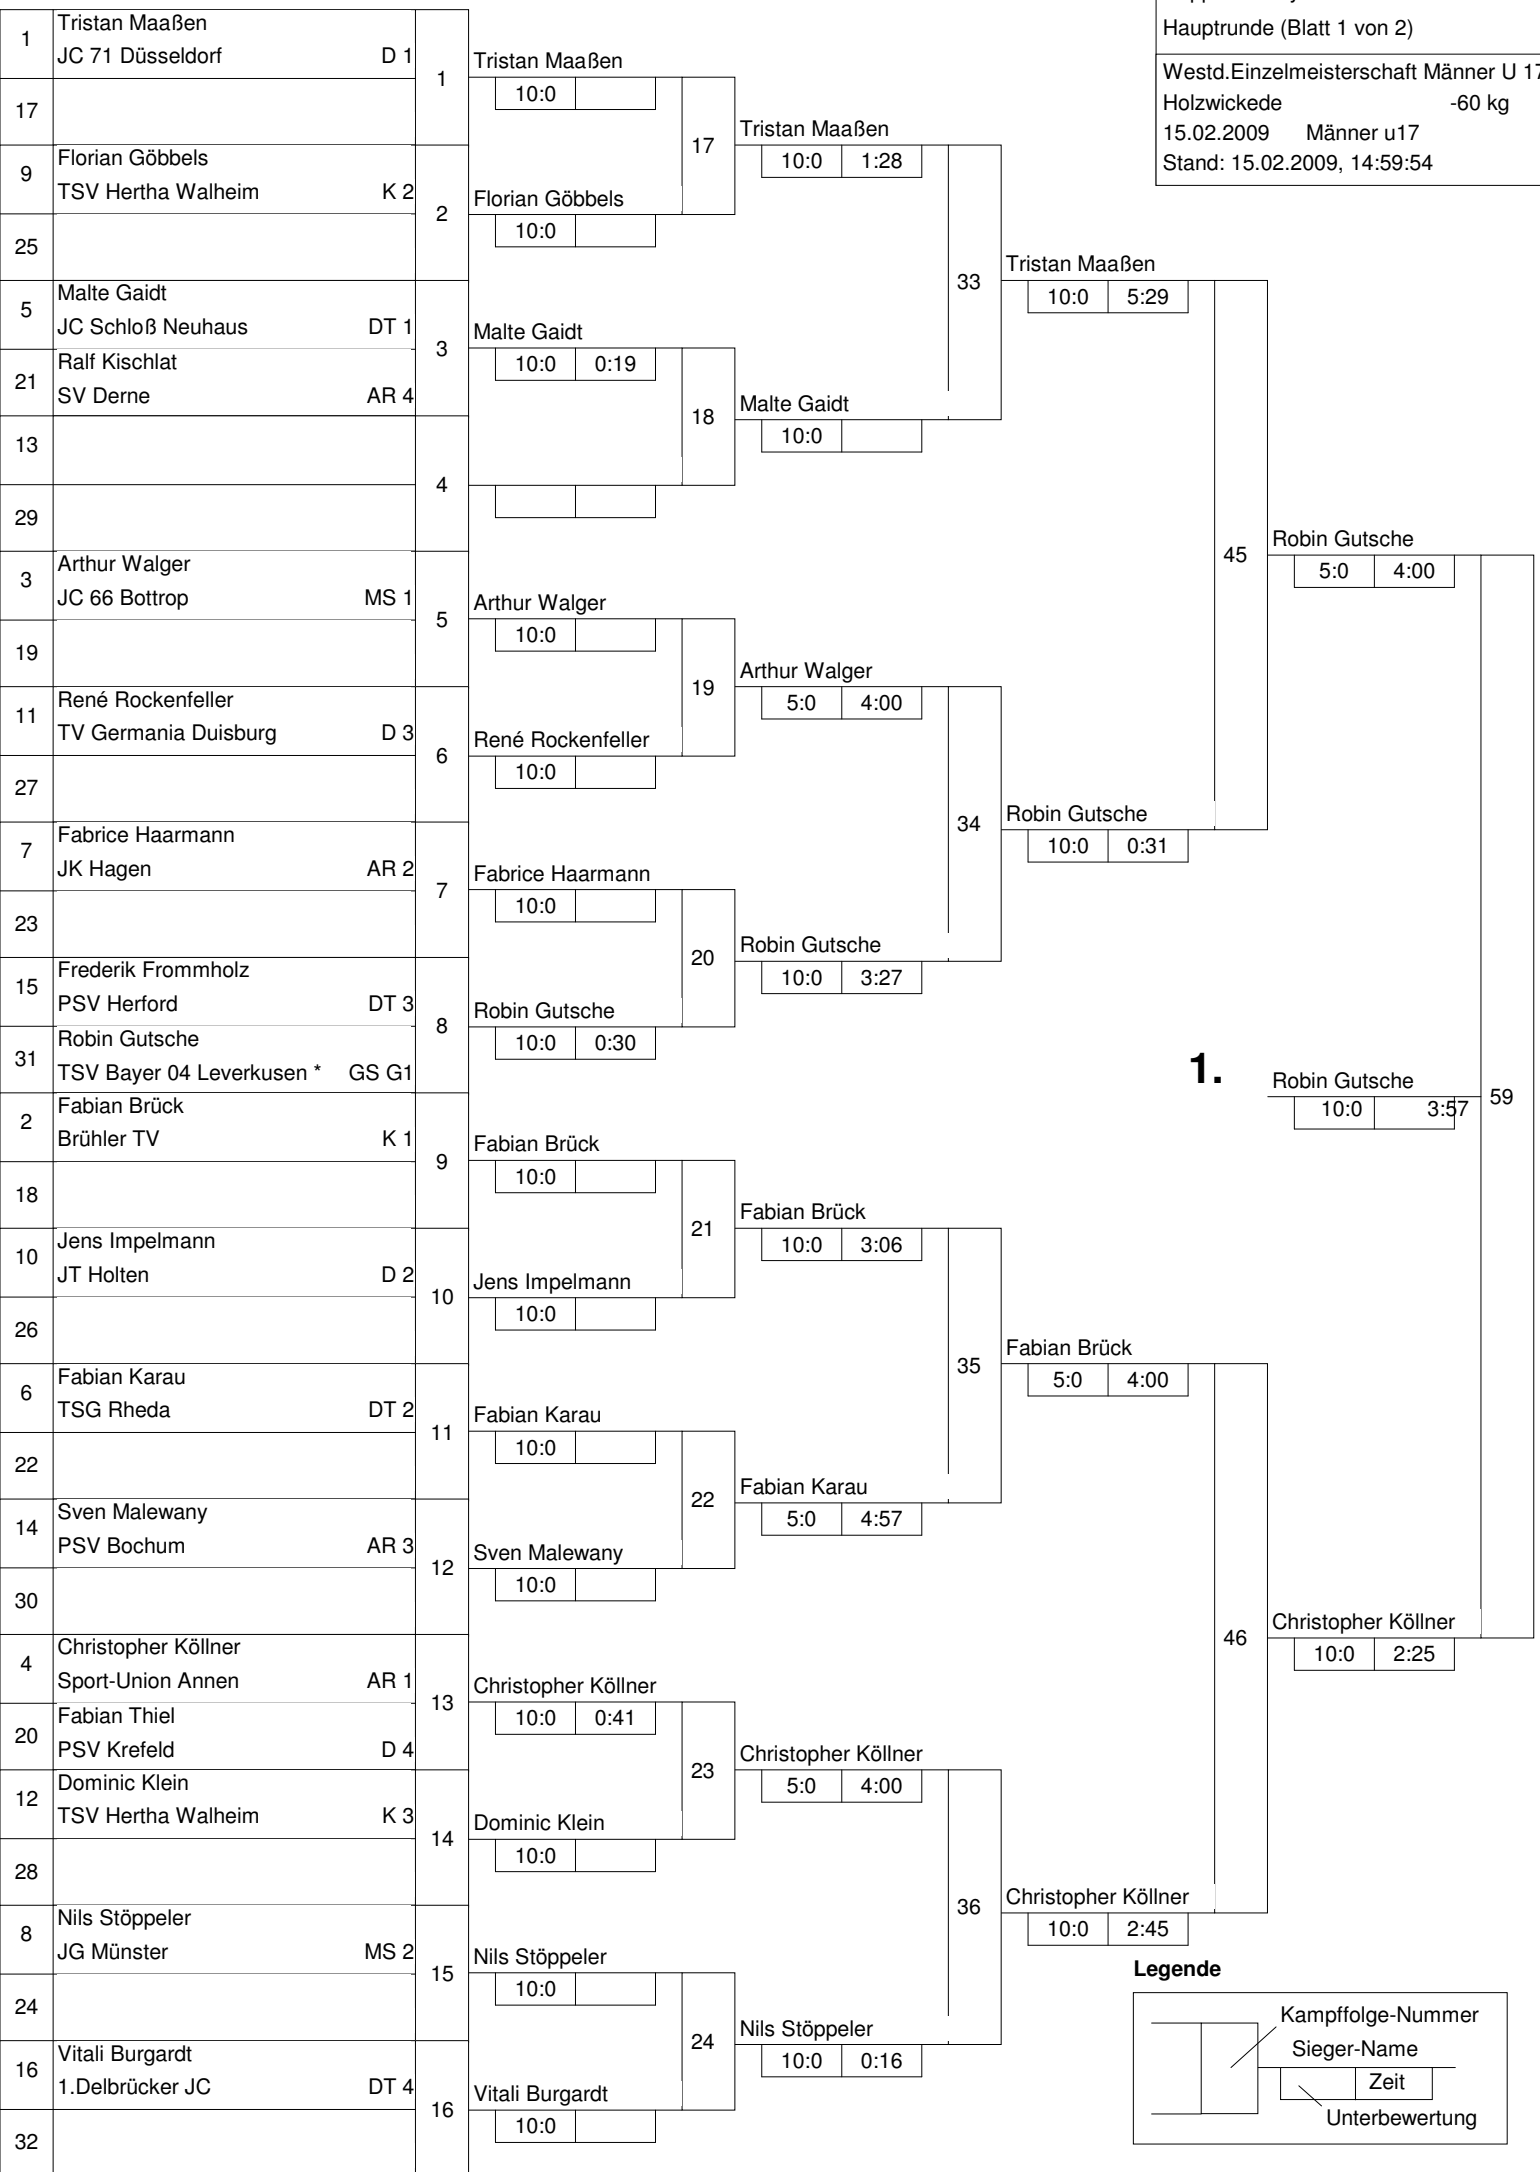 Hauptrunde (Blatt 1 von 2)
Westd.Einzelmeisterschaft Männer U 17
Holzwickede -60 kg
15.02.2009 Männer u17
Stand: 15.02.2009, 14:59:54
1 Tristan Maaßen
JC 71 Düsseldorf D 1
17
9 Florian Göbbels
TSV Hertha Walheim K 2
25
5 Malte Gaidt
JC Schloß Neuhaus DT 1
21 Ralf Kischlat
SV Derne AR 4
13
29
3 Arthur Walger
JC 66 Bottrop MS 1
19
11 René Rockenfeller
TV Germania Duisburg D 3
27
7 Fabrice Haarmann
JK Hagen AR 2
23
15 Frederik Frommholz
PSV Herford DT 3
31 Robin Gutsche
TSV Bayer 04 Leverkusen * GS G1
2 Fabian Brück
Brühler TV K 1
18
10 Jens Impelmann
JT Holten D 2
26
6 Fabian Karau
TSG Rheda DT 2
22
14 Sven Malewany
PSV Bochum AR 3
30
4 Christopher Köllner
Sport-Union Annen AR 1
20 Fabian Thiel
PSV Krefeld D 4
12 Dominic Klein
TSV Hertha Walheim K 3
28
8 Nils Stöppeler
JG Münster MS 2
24
16 Vitali Burgardt
1.Delbrücker JC DT 4
32
1 Tristan Maaßen
10:0
2 Florian Göbbels
10:0
3 Malte Gaidt
10:0 0:19
4
5 Arthur Walger
10:0
6 René Rockenfeller
10:0
7 Fabrice Haarmann
10:0
8 Robin Gutsche
10:0 0:30
9 Fabian Brück
10:0
10 Jens Impelmann
10:0
11 Fabian Karau
10:0
12 Sven Malewany
10:0
13 Christopher Köllner
10:0 0:41
14 Dominic Klein
10:0
15 Nils Stöppeler
10:0
16 Vitali Burgardt
10:0
17 Tristan Maaßen
10:0 1:28
18 Malte Gaidt
10:0
19 Arthur Walger
5:0 4:00
20 Robin Gutsche
10:0 3:27
21 Fabian Brück
10:0 3:06
22 Fabian Karau
5:0 4:57
23 Christopher Köllner
5:0 4:00
24 Nils Stöppeler
10:0 0:16
33 Tristan Maaßen
10:0 5:29
34 Robin Gutsche
10:0 0:31
35 Fabian Brück
5:0 4:00
36 Christopher Köllner
10:0 2:45
45 Robin Gutsche
5:0 4:00
46 Christopher Köllner
10:0 2:25
1. Robin Gutsche
10:0 3:57
59
Legende
Kampffolge-Nummer
Sieger-Name
Zeit
Unterbewertung